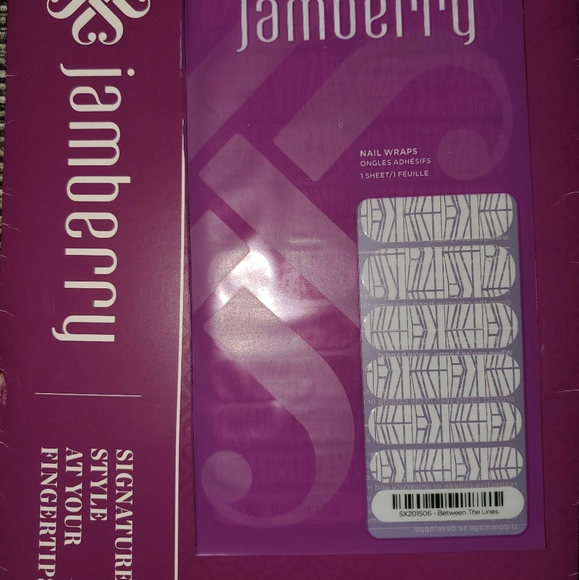 jamberry
SIGNATURE
STYLE
AT YOUR
FINGERTIPS
jamberry
NAIL WRAPS
ONGLES ADHÉSIFS
1 SHEET/1 FEUILLE
SX201506 - Between The Lines